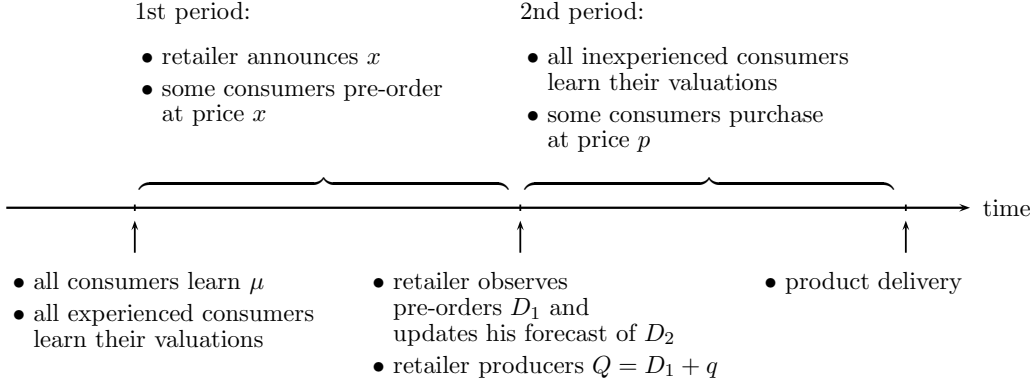 1st period:
• retailer announces x
• some consumers pre-order
at price x
2nd period:
• all inexperienced consumers
learn their valuations
• some consumers purchase
at price p
time
• all consumers learn μ
• all experienced consumers
learn their valuations
• retailer observes
pre-orders D₁ and
updates his forecast of D₂
• retailer producers Q = D₁ + q
• product delivery